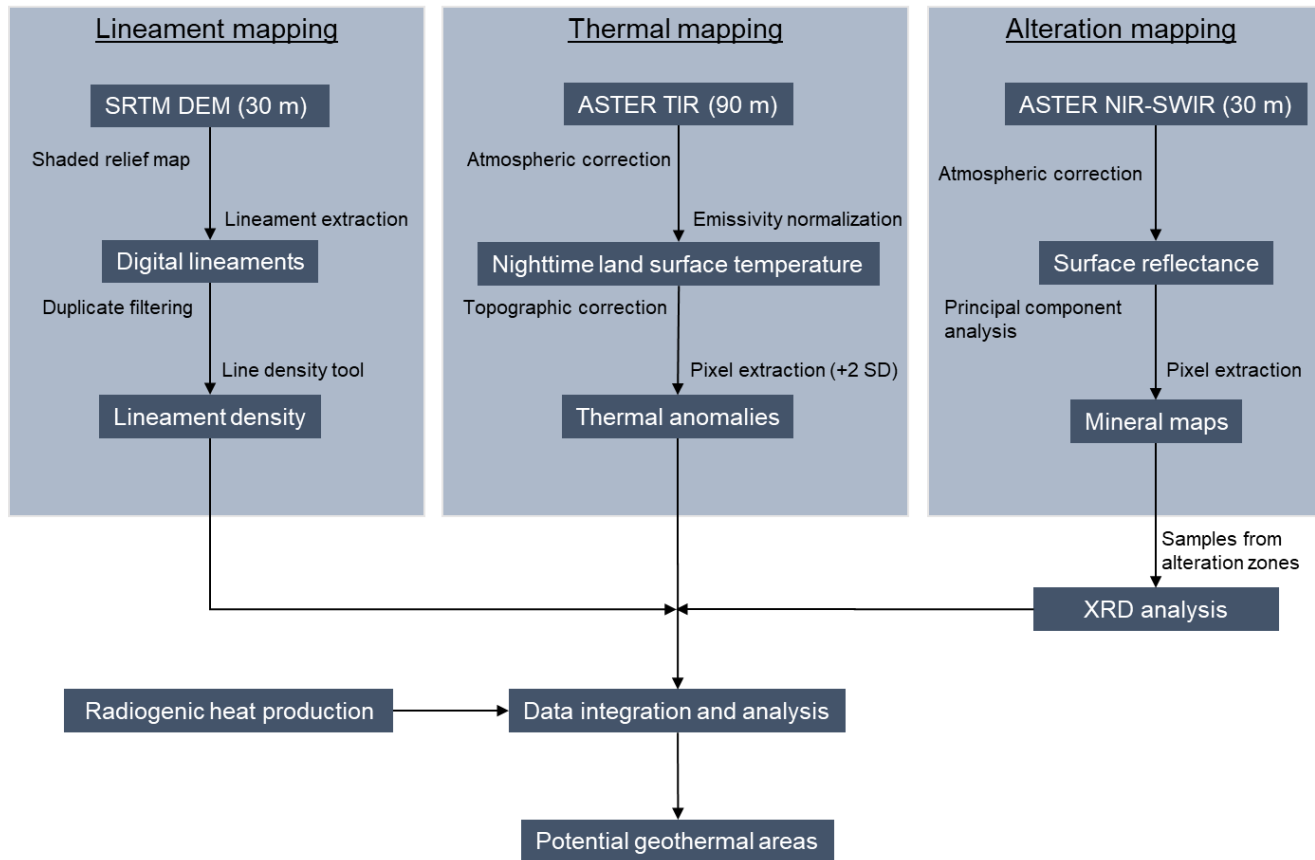 Lineament mapping
SRTM DEM (30 m)
Shaded relief map
Lineament extraction
Digital lineaments
Duplicate filtering
Line density tool
Lineament density
Thermal mapping
ASTER TIR (90 m)
Atmospheric correction
Emissivity normalization
Nighttime land surface temperature
Topographic correction
Pixel extraction (+2 SD)
Thermal anomalies
Alteration mapping
ASTER NIR-SWIR (30 m)
Atmospheric correction
Surface reflectance
Principal component
analysis
Pixel extraction
Mineral maps
Samples from
alteration zones
XRD analysis
Radiogenic heat production
Data integration and analysis
Potential geothermal areas